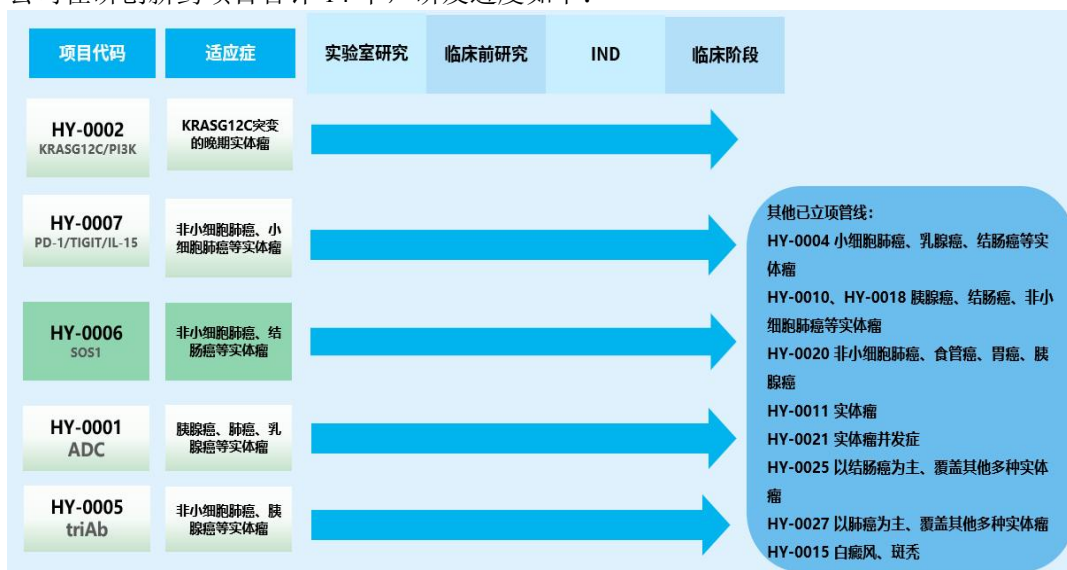 项目代码
适应症
实验室研究
临床前研究
IND
临床阶段
HY-0002
KRASG12C/PI3K
KRASG12C突变
的晚期实体瘤
HY-0007
PD-1/TIGIT/IL-15
非小细胞肺癌、小
细胞肺癌等实体瘤
HY-0006
SOS1
非小细胞肺癌、结
肠癌等实体瘤
HY-0001
ADC
胰腺癌、肺癌、乳
腺癌等实体瘤
HY-0005
triAb
非小细胞肺癌、胰
腺癌等实体瘤
其他已立项管线:
HY-0004 小细胞肺癌、乳腺癌、结肠癌等实
体瘤
HY-0010、HY-0018 胰腺癌、结肠癌、非小
细胞肺癌等实体瘤
HY-0020 非小细胞肺癌、食管癌、胃癌、胰
腺癌
HY-0011 实体瘤
HY-0021 实体瘤并发症
HY-0025 以结肠癌为主、覆盖其他多种实体
瘤
HY-0027 以肺癌为主、覆盖其他多种实体瘤
HY-0015 白癜风、斑秃